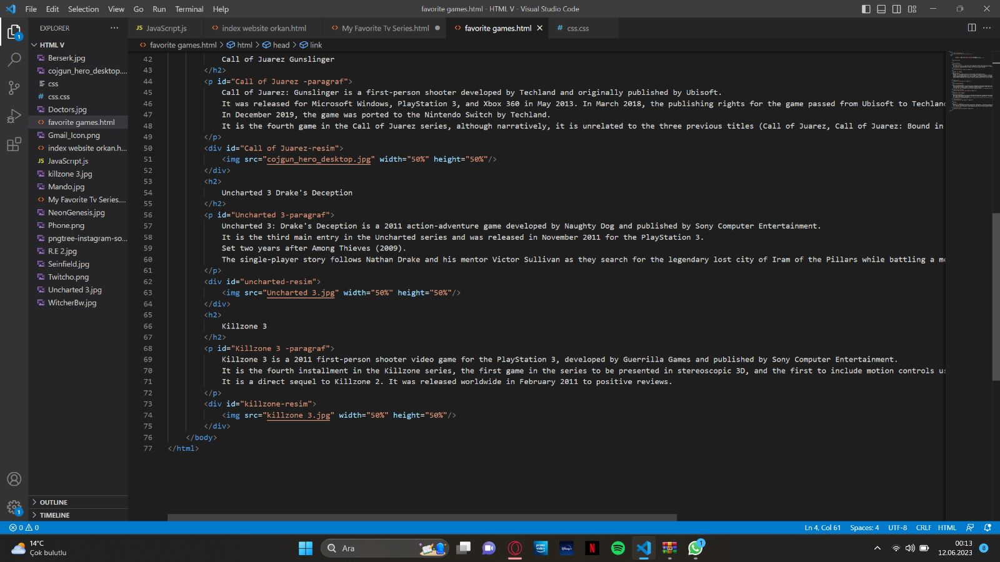 File Edit Selection View Go Run Terminal Help
favorite games.html - HTML V - Visual Studio Code
EXPLORER
HTML V
Berserk.jpg
cojgun_hero_desktop....
css
css.css
Doctors.jpg
favorite games.html
Gmail_Icon.png
index website orkan.h...
JS JavaScrıpt.js
killzone 3.jpg
Mando.jpg
My Favorite Tv Series....
NeonGenesis.jpg
Phone.png
pngtree-instagram-so...
R.E 2.jpg
Seinfield.jpg
Twitcho.png
Uncharted 3.jpg
WitcherBw.jpg
OUTLINE
TIMELINE
JS JavaScrıpt.js
index website orkan.html
My Favorite Tv Series.html
favorite games.html
css.css
favorite games.html > html > head > link
42 Call of Juarez Gunslinger
43 </h2>
44 <p id="Call of Juarez -paragraf">
45 Call of Juarez: Gunslinger is a first-person shooter developed by Techland and originally published by Ubisoft.
46 It was released for Microsoft Windows, PlayStation 3, and Xbox 360 in May 2013. In March 2018, the publishing rights for the game passed from Ubisoft to Techlan
47 In December 2019, the game was ported to the Nintendo Switch by Techland.
48 It is the fourth game in the Call of Juarez series, although narratively, it is unrelated to the three previous titles (Call of Juarez, Call of Juarez: Bound in
49 </p>
50 <div id="Call of Juarez-resim">
51 <img src="cojgun_hero_desktop.jpg" width="50%" height="50%"/>
52 </div>
53 <h2>
54 Uncharted 3 Drake's Deception
55 </h2>
56 <p id="Uncharted 3-paragraf">
57 Uncharted 3: Drake's Deception is a 2011 action-adventure game developed by Naughty Dog and published by Sony Computer Entertainment.
58 It is the third main entry in the Uncharted series and was released in November 2011 for the PlayStation 3.
59 Set two years after Among Thieves (2009).
60 The single-player story follows Nathan Drake and his mentor Victor Sullivan as they search for the legendary lost city of Iram of the Pillars while battling a m
61 </p>
62 <div id="uncharted-resim">
63 <img src="Uncharted 3.jpg" width="50%" height="50%"/>
64 </div>
65 <h2>
66 Killzone 3
67 </h2>
68 <p id="Killzone 3 -paragraf">
69 Killzone 3 is a 2011 first-person shooter video game for the PlayStation 3, developed by Guerrilla Games and published by Sony Computer Entertainment.
70 It is the fourth installment in the Killzone series, the first game in the series to be presented in stereoscopic 3D, and the first to include motion controls u
71 It is a direct sequel to Killzone 2. It was released worldwide in February 2011 to positive reviews.
72 </p>
73 <div id="killzone-resim">
74 <img src="killzone 3.jpg" width="50%" height="50%"/>
75 </div>
76 </body>
77 </html>
0 0
Ln 4, Col 61 Spaces: 4 UTF-8 CRLF HTML
14°C
Çok bulutlu
Ara
prime video
Disney+
N
00:13
12.06.2023
8